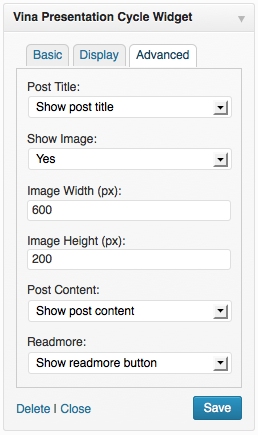 Vina Presentation Cycle Widget
Basic Display Advanced
Post Title:
Show post title
Show Image:
Yes
Image Width (px):
600
Image Height (px):
200
Post Content:
Show post content
Readmore:
Show readmore button
Delete | Close Save